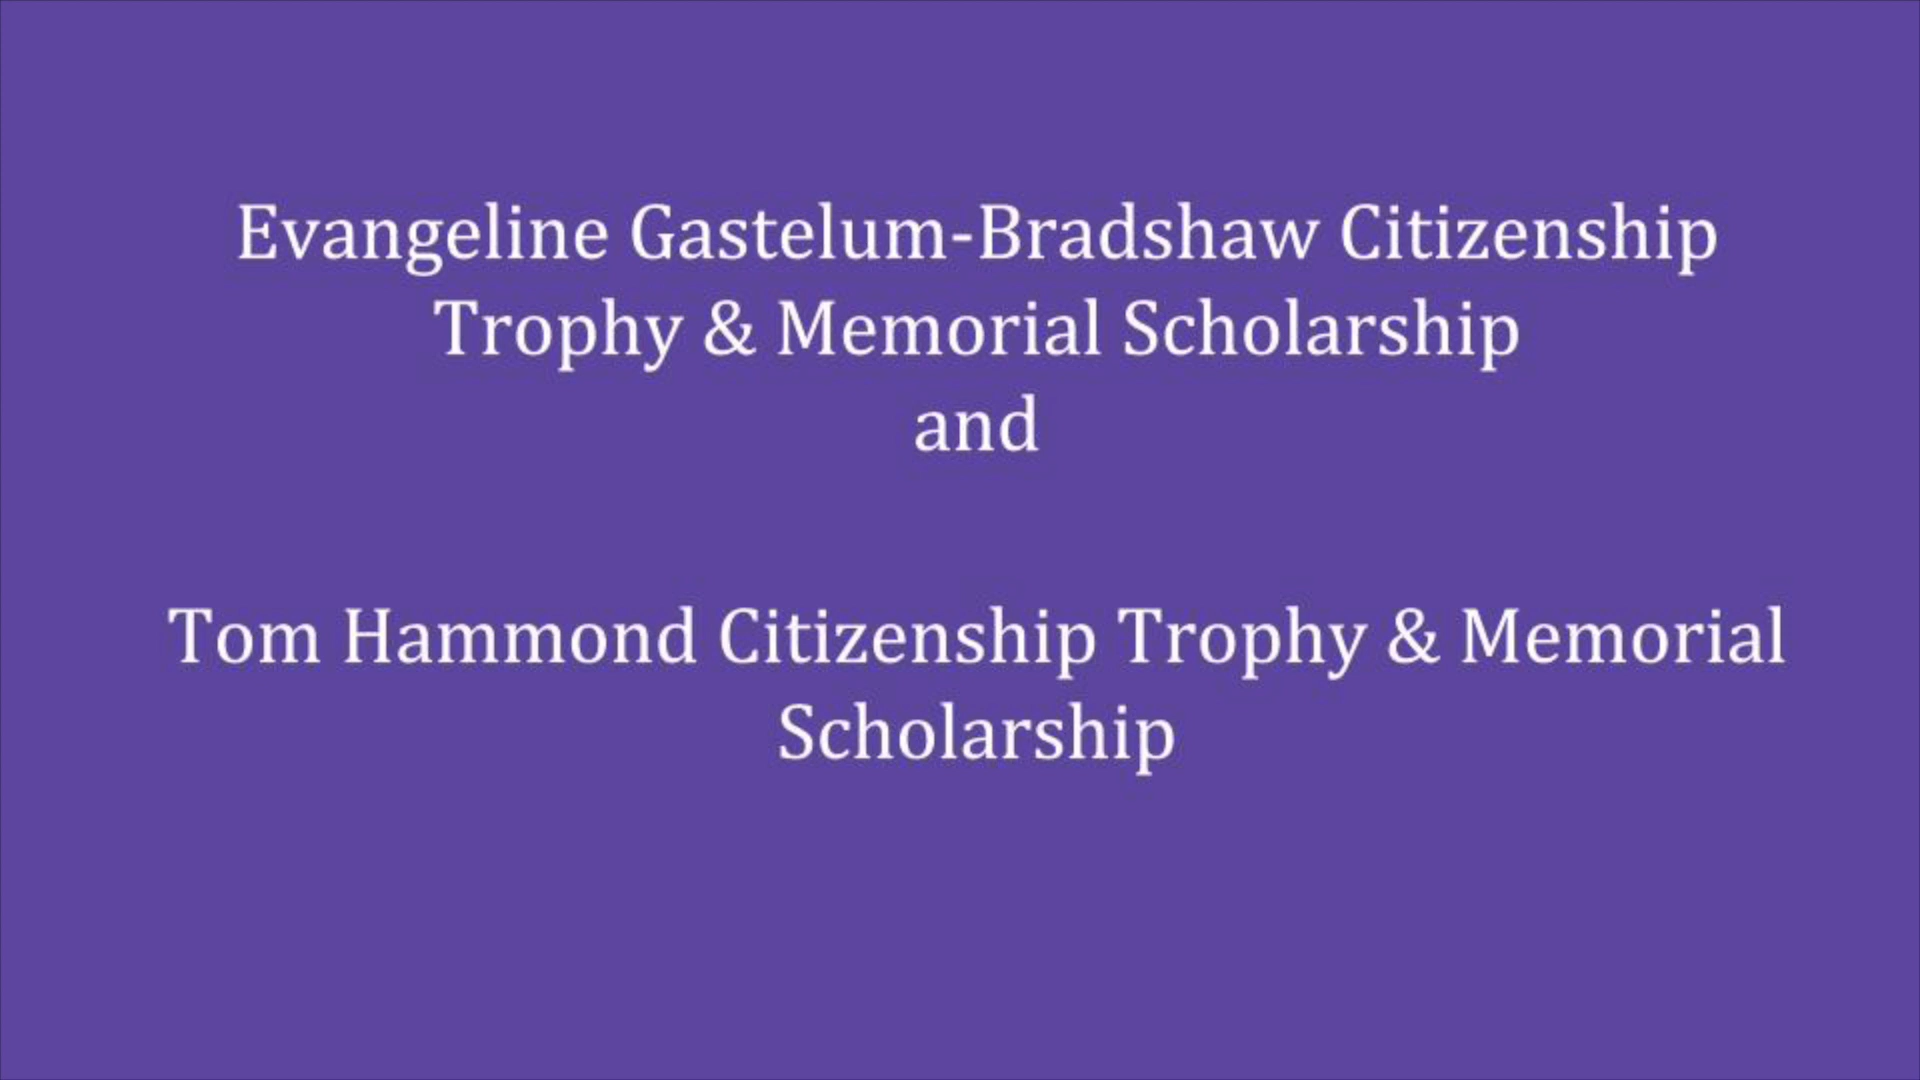 Evangeline Gastelum-Bradshaw Citizenship
Trophy & Memorial Scholarship
and
Tom Hammond Citizenship Trophy & Memorial
Scholarship